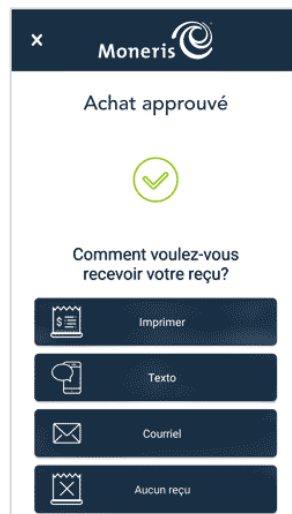 Moneris
Achat approuvé
Comment voulez-vous
recevoir votre reçu?
Imprimer
Texto
Courriel
Aucun reçu